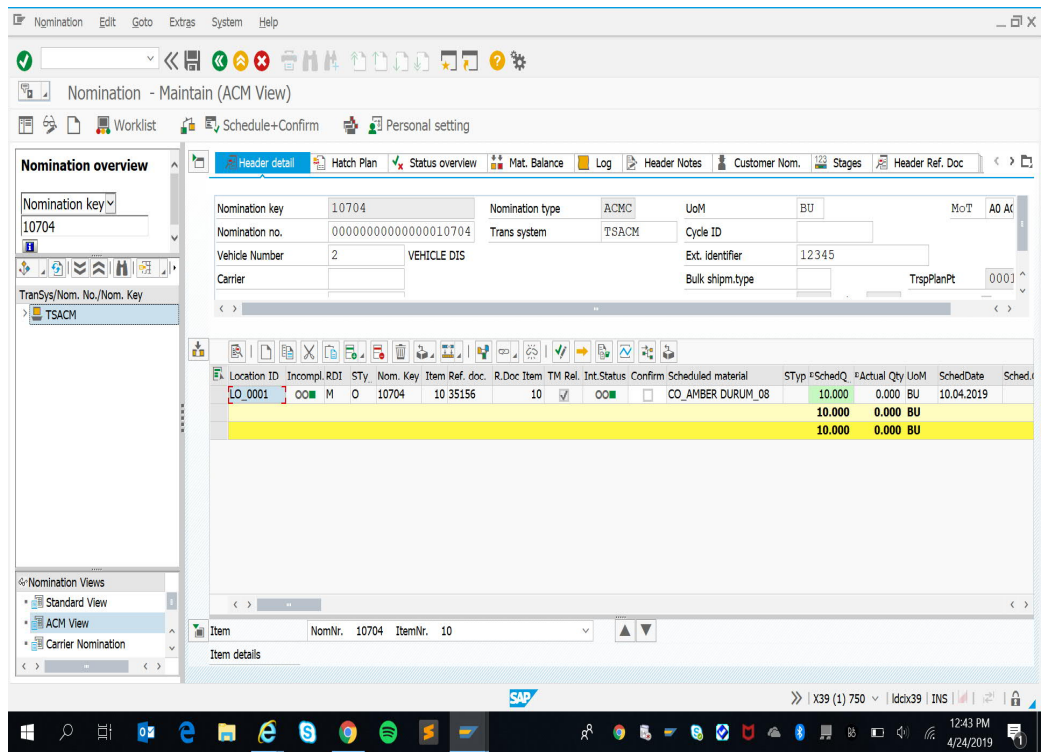 Nomination Edit Goto Extras System Help
Nomination - Maintain (ACM View)
Worklist Schedule+Confirm Personal setting
Nomination overview
Nomination key
10704
TranSys/Nom. No./Nom. Key
TSACM
Header detail Hatch Plan Status overview Mat. Balance Log Header Notes Customer Nom. 123 Stages Header Ref. Doc
Nomination key 10704 Nomination type ACMC UoM BU MoT A0 AC
Nomination no. 00000000000000010704 Trans system TSACM Cycle ID
Vehicle Number 2 VEHICLE DIS Ext. identifier 12345
Carrier Bulk shipm.type TrspPlanPt 0001
Location ID Incompl. RDI STy. Nom. Key Item Ref. doc. R.Doc Item TM Rel. Int.Status Confirm Scheduled material STyp SchedQ. Actual Qty UoM SchedDate Sched.
LO_0001 M O 10704 10 35156 10 CO_AMBER DURUM_08 10.000 0.000 BU 10.04.2019
10.000 0.000 BU
10.000 0.000 BU
Nomination Views
Standard View
ACM View
Carrier Nomination
Item NomNr. 10704 ItemNr. 10
Item details
SAP
X39 (1) 750 ldcix39 INS
12:43 PM
4/24/2019